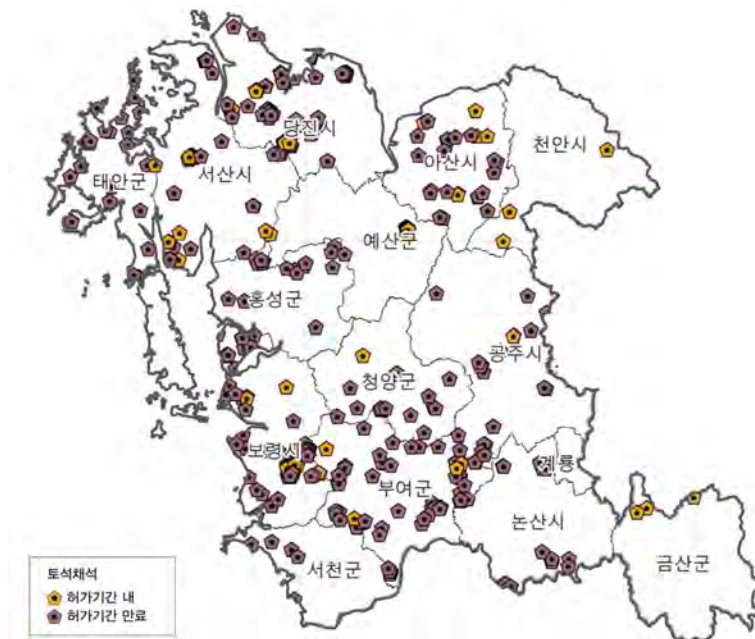 당진시
천안시
아산시
태안군
서산시
예산군
홍성군
공주시
청양군
보령시
계룡
부여군
논산시
서천군
금산군
토석채석
허가기간 내
허가기간 만료